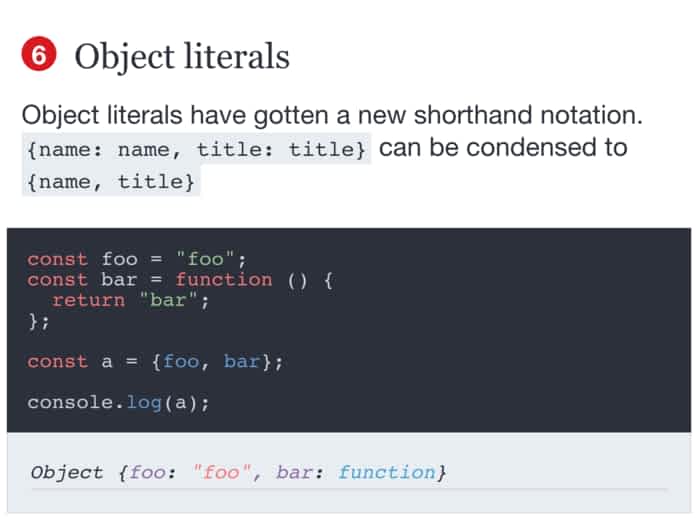 6 Object literals
Object literals have gotten a new shorthand notation.
{name: name, title: title} can be condensed to
{name, title}
const foo = "foo";
const bar = function () {
  return "bar";
};
const a = {foo, bar};
console.log(a);
Object {foo: "foo", bar: function}